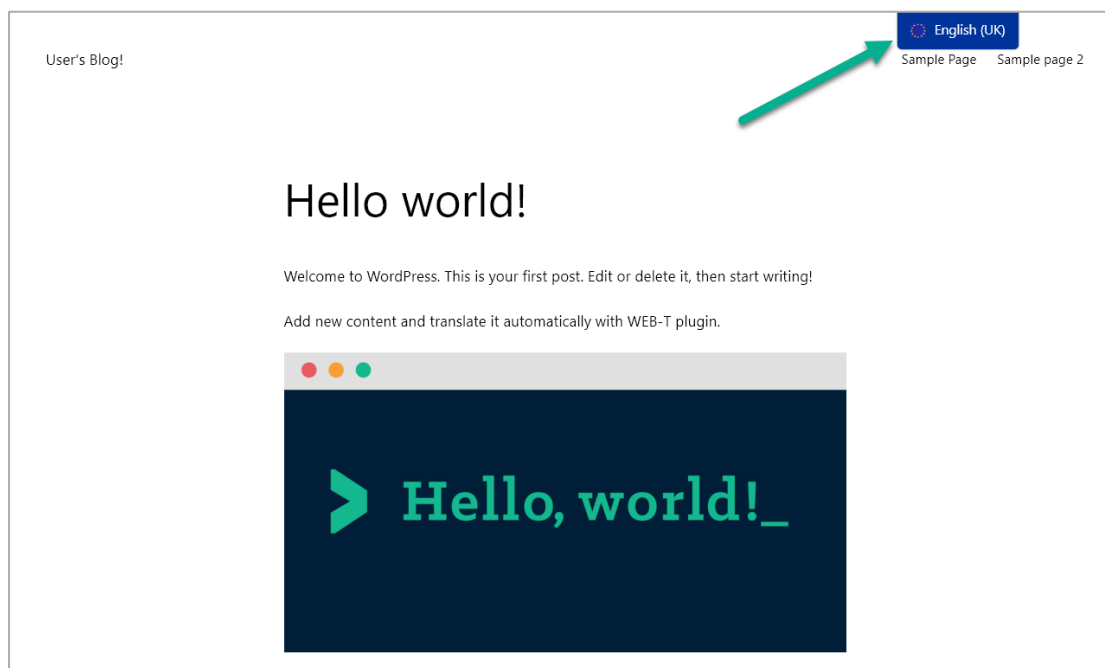 English (UK)
User's Blog!
Sample Page
Sample page 2
Hello world!
Welcome to WordPress. This is your first post. Edit or delete it, then start writing!
Add new content and translate it automatically with WEB-T plugin.
> Hello, world!_